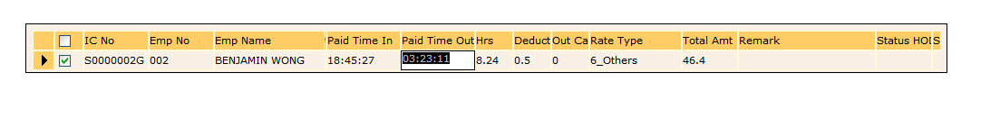 IC No Emp No Emp Name Paid Time In Paid Time Out Hrs Deduct Out Ca Rate Type Total Amt Remark Status HOD S
S0000002G 002 BENJAMIN WONG 18:45:27 03:23:11 8.24 0.5 0 6_Others 46.4